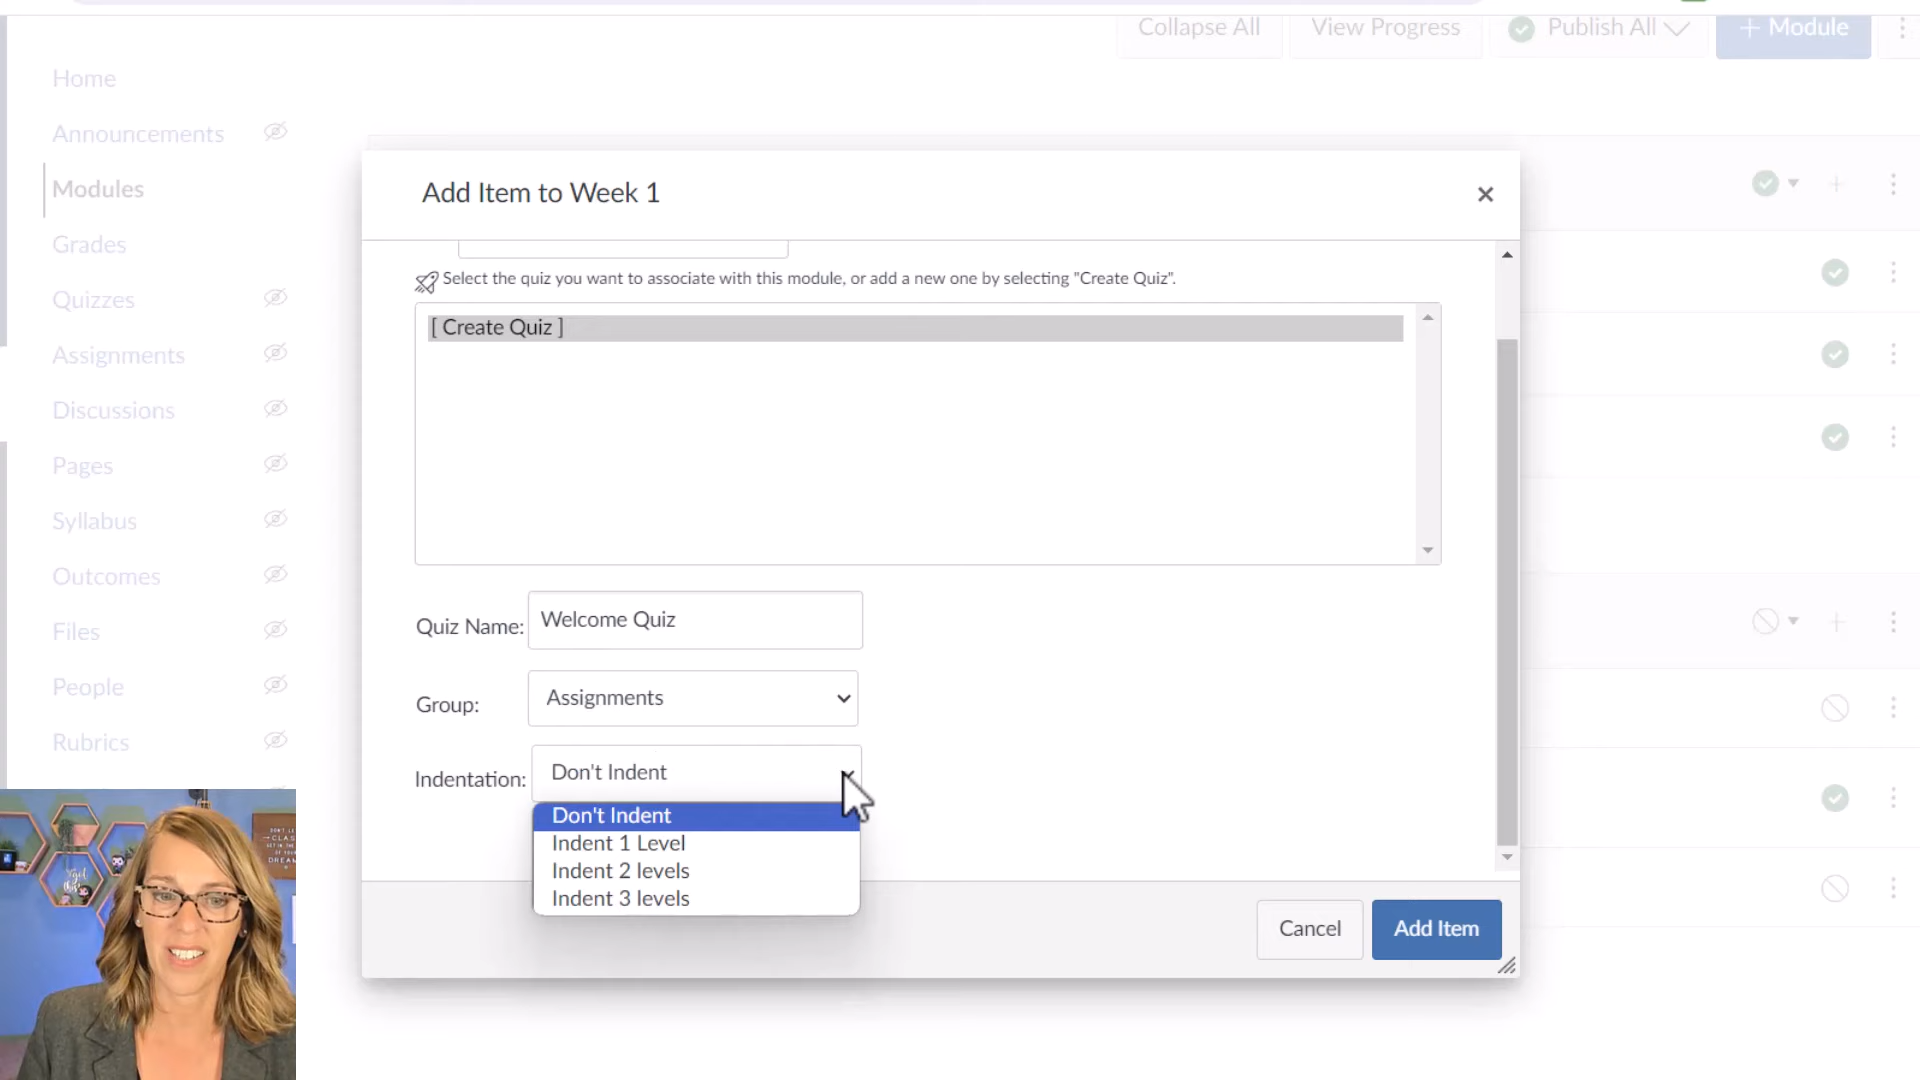 Collapse All
View Progress
Publish All
+ Module
Home
Announcements
Modules
Grades
Quizzes
Assignments
Discussions
Pages
Syllabus
Outcomes
Files
People
Rubrics
Add Item to Week 1
Select the quiz you want to associate with this module, or add a new one by selecting "Create Quiz".
[ Create Quiz ]
Quiz Name: Welcome Quiz
Group: Assignments
Indentation: Don't Indent
Don't Indent
Indent 1 Level
Indent 2 levels
Indent 3 levels
Cancel
Add Item